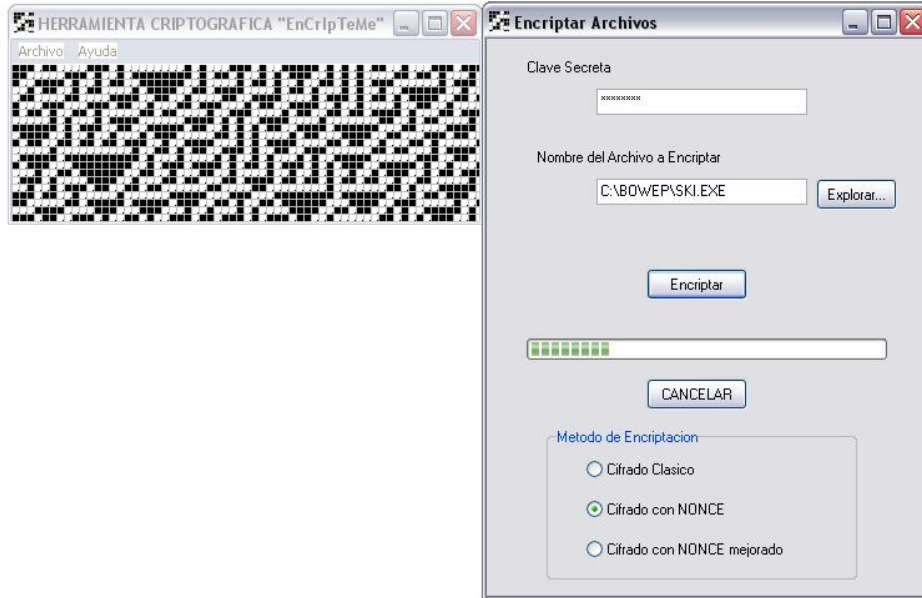 HERRAMIENTA CRIPTOGRAFICA "EnCrIpTeMe"
Archivo Ayuda
Encriptar Archivos
Clave Secreta
********
Nombre del Archivo a Encriptar
C:\BOWEP\SKI.EXE
Explorar...
Encriptar
CANCELAR
Metodo de Encriptacion
Cifrado Clasico
Cifrado con NONCE
Cifrado con NONCE mejorado